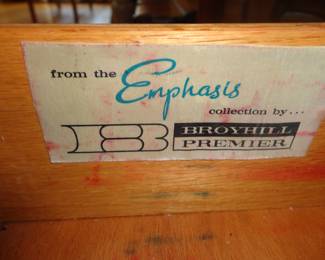 from the Emphasis
collection by...
BROYHILL
PREMIER